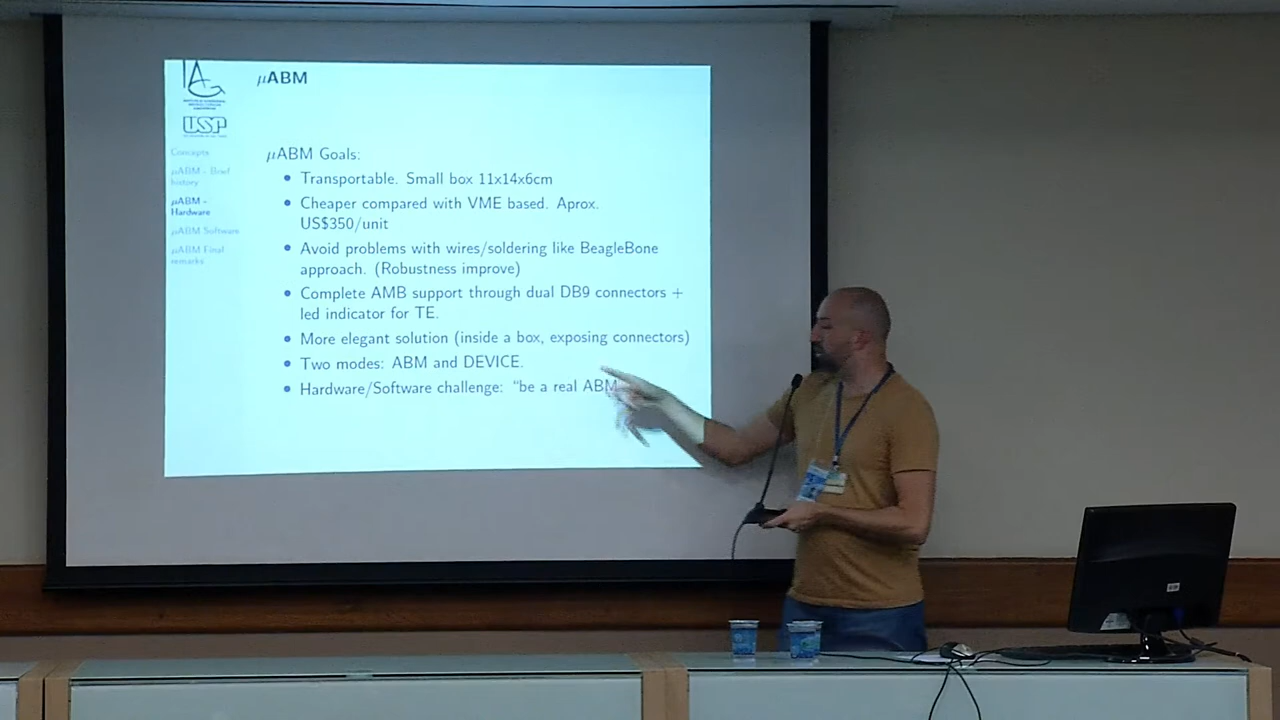 IAG
USP
μABM
Concepts
μABM - Brief
history
μABM -
Hardware
μABM Software
μABM Final
remarks
μABM Goals:
Transportable. Small box 11x14x6cm
Cheaper compared with VME based. Aprox.
US$350/unit
Avoid problems with wires/soldering like BeagleBone
approach. (Robustness improve)
Complete AMB support through dual DB9 connectors +
led indicator for TE.
More elegant solution (inside a box, exposing connectors)
Two modes: ABM and DEVICE.
Hardware/Software challenge: "be a real ABM